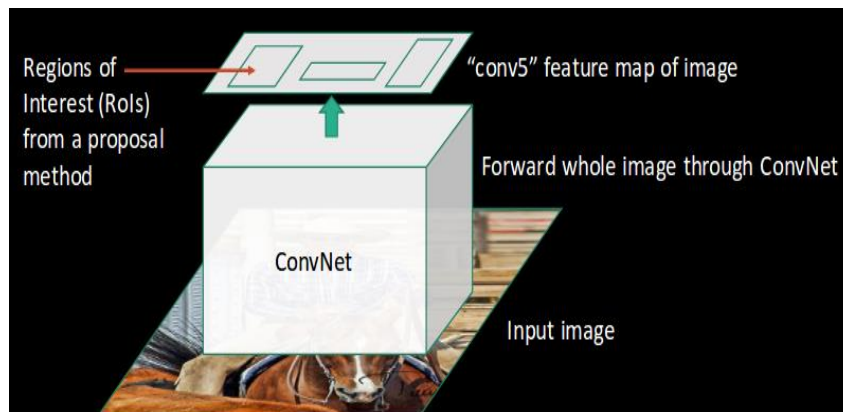 Regions of
Interest (RoIs)
from a proposal
method
“conv5” feature map of image
Forward whole image through ConvNet
ConvNet
Input image